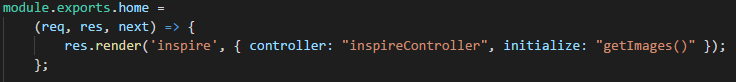 module.exports.home =
    (req, res, next) => {
        res.render('inspire', { controller: "inspireController", initialize: "getImages()" });
    };